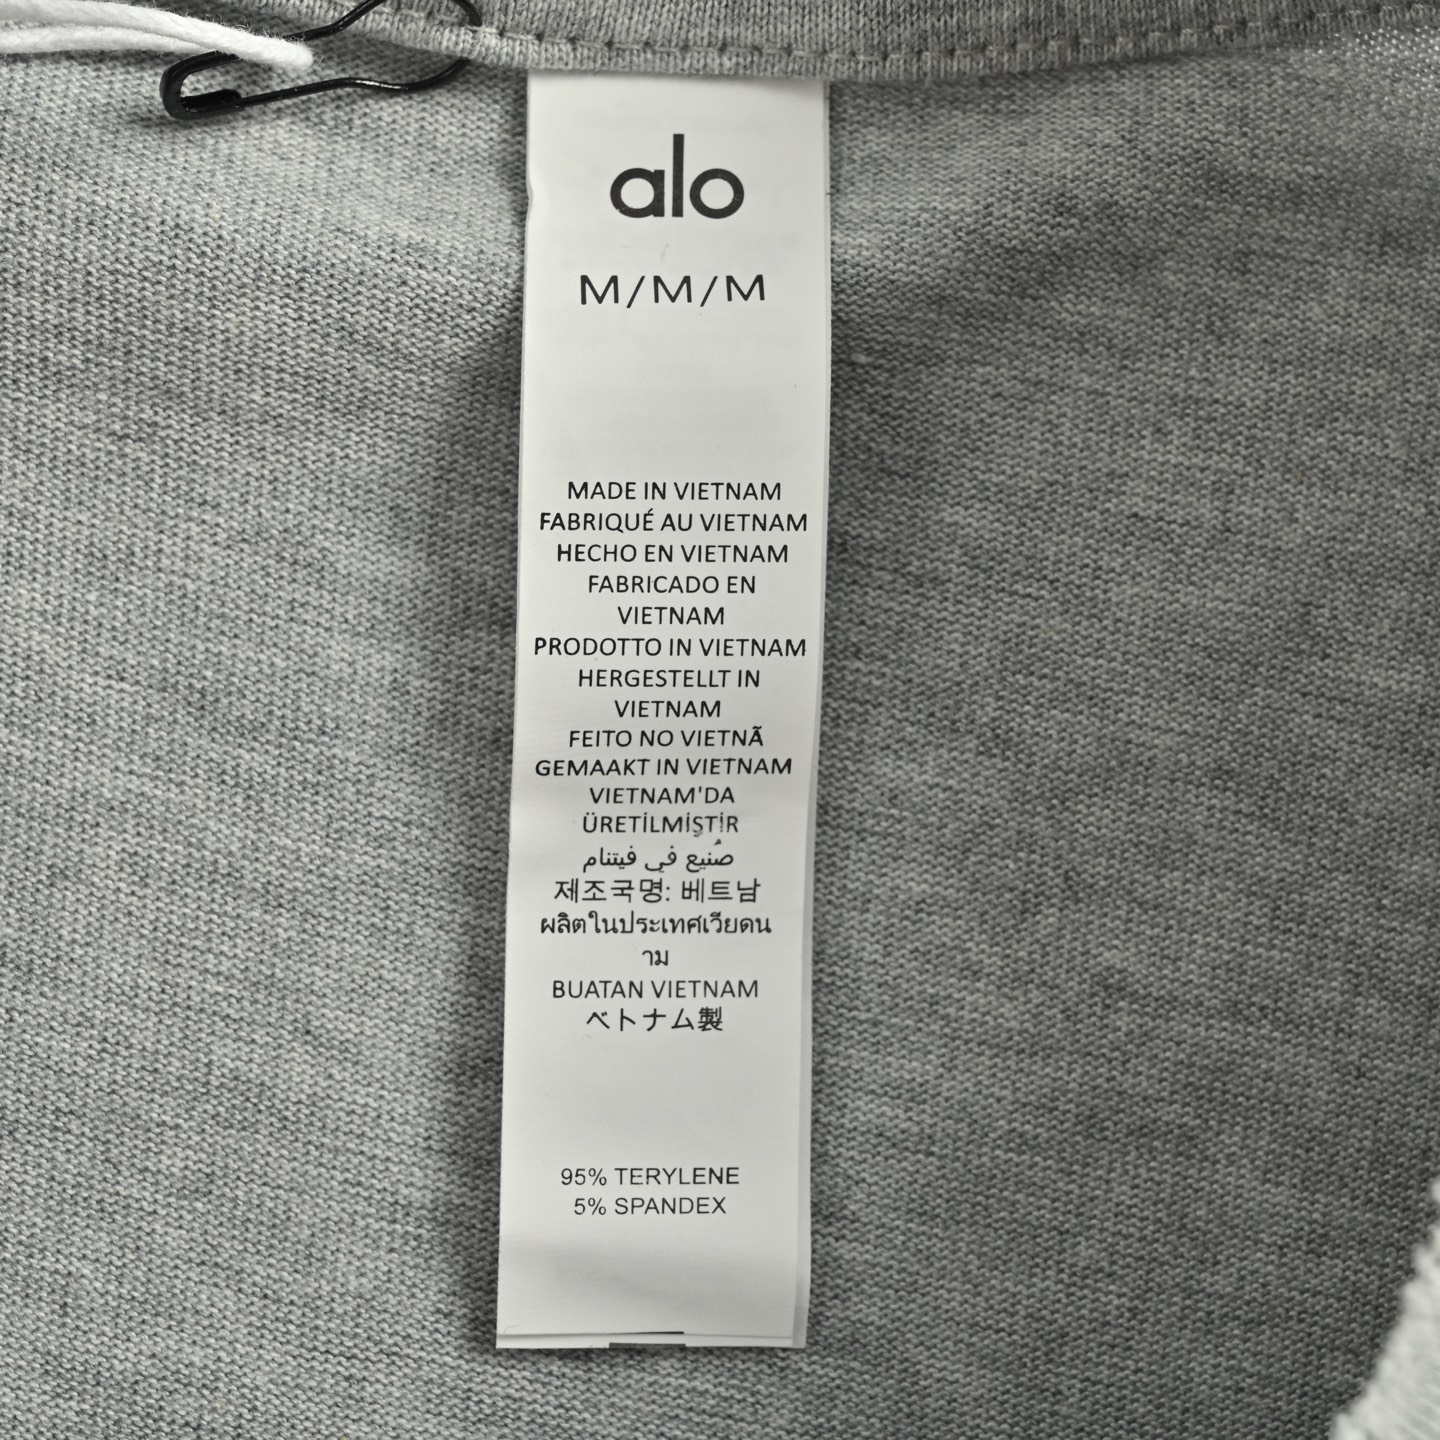 alo
M/M/M
MADE IN VIETNAM
FABRIQUÉ AU VIETNAM
HECHO EN VIETNAM
FABRICADO EN
VIETNAM
PRODOTTO IN VIETNAM
HERGESTELLT IN
VIETNAM
FEITO NO VIETNÃ
GEMAAKT IN VIETNAM
VIETNAM'DA
ÜRETİLMİŞTİR
صُنيع في فيتنام
제조국명: 베트남
ผลิตในประเทศเวียดน
าม
BUATAN VIETNAM
ベトナム製
95% TERYLENE
5% SPANDEX